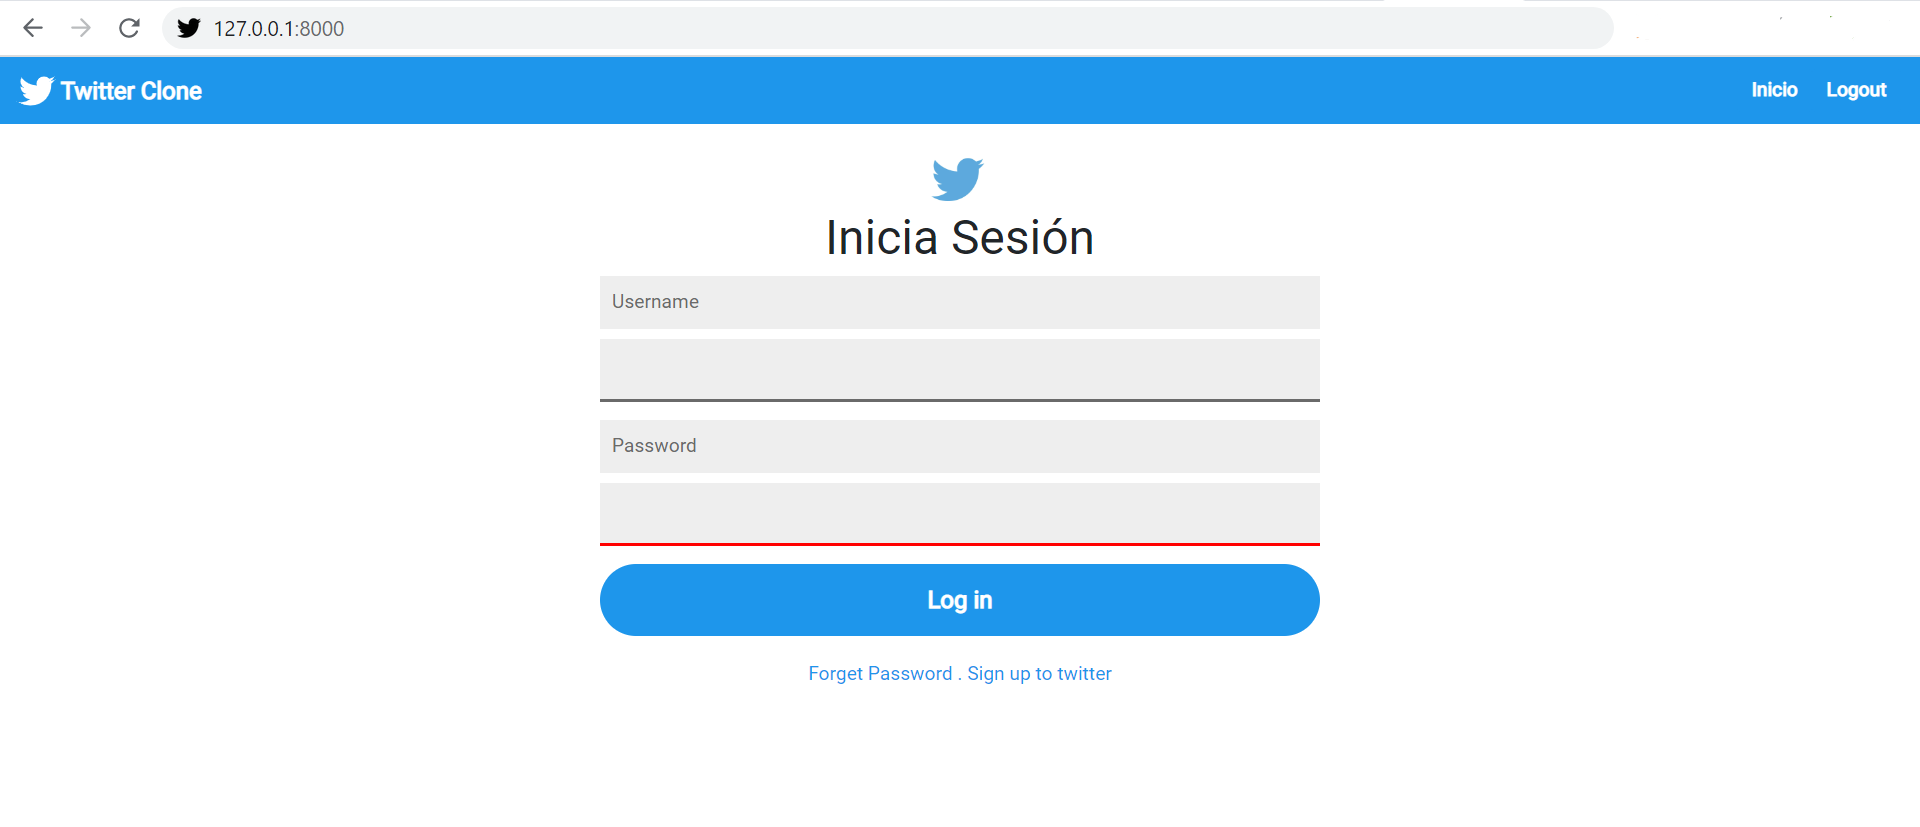 127.0.0.1:8000
Twitter Clone Inicio Logout
Inicia Sesión
Username
Password
Log in
Forget Password . Sign up to twitter